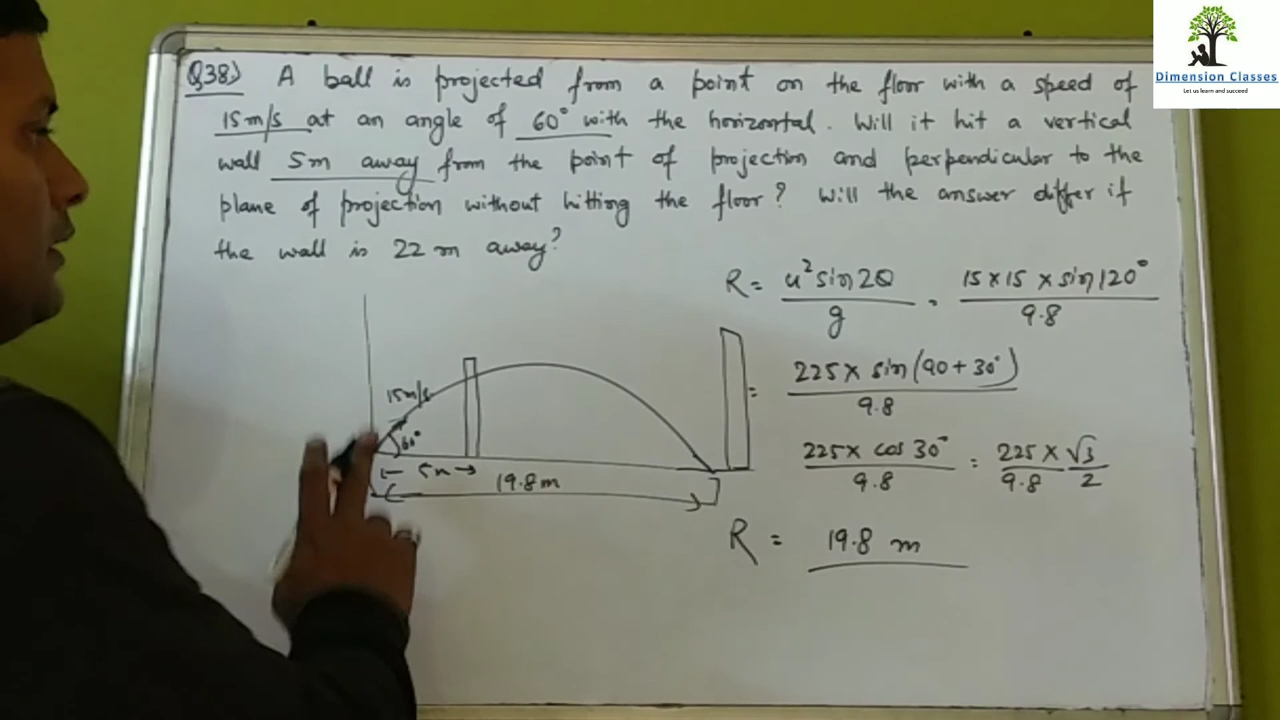 Dimension Classes
Let us learn and succeed
Q38) A ball is projected from a point on the floor with a speed of
15m/s at an angle of 60° with the horizontal. Will it hit a vertical
wall 5m away from the point of projection and perpendicular to the
plane of projection without hitting the floor? Will the answer differ if
the wall is 22 m away?
R = u² sin 2θ / g = 15 × 15 × sin 120° / 9.8
= 225 × sin (90 + 30°) / 9.8
225 × cos 30° / 9.8 = 225 × √3 / 9.8 2
R = 19.8 m
15m/s
60°
5m
19.8 m